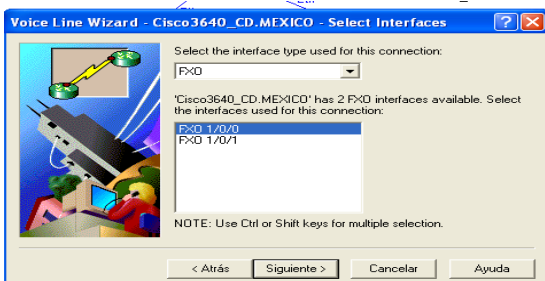 Voice Line Wizard - Cisco3640_CD.MEXICO - Select Interfaces
Select the interface type used for this connection:
FXO
'Cisco3640_CD.MEXICO' has 2 FXO interfaces available. Select
the interfaces used for this connection:
FXO 1/0/0
FXO 1/0/1
NOTE: Use Ctrl or Shift keys for multiple selection.
< Atrás
Siguiente >
Cancelar
Ayuda